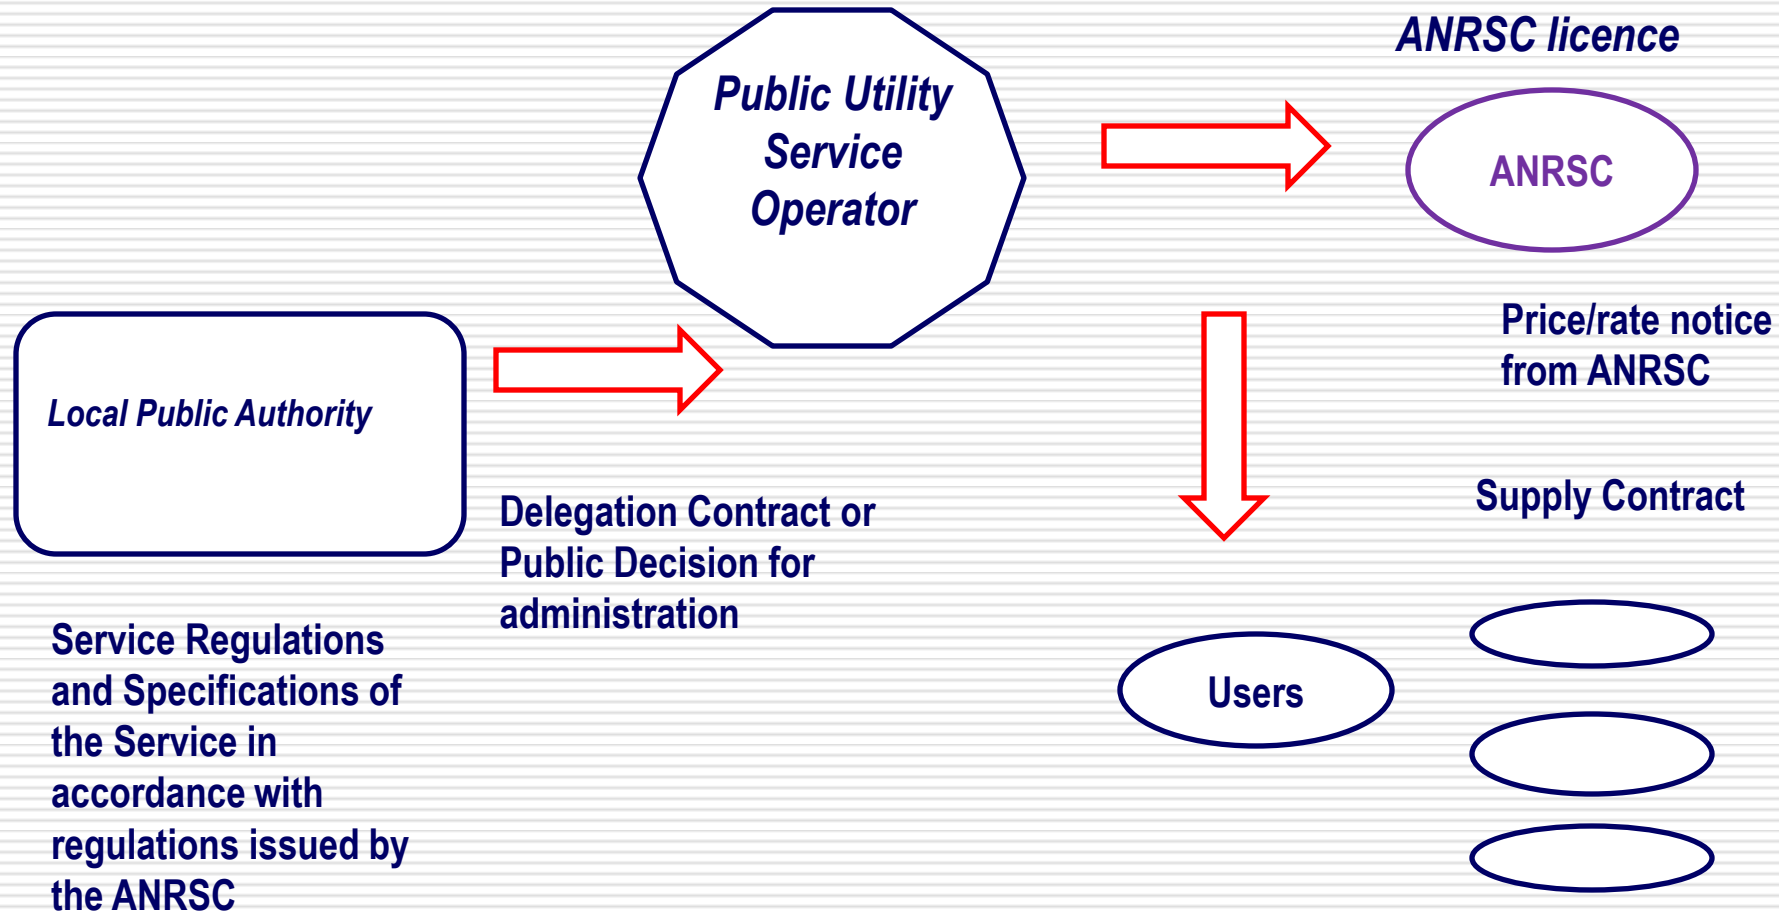 ANRSC licence
Public Utility
Service
Operator
ANRSC
Price/rate notice
from ANRSC
Local Public Authority
Supply Contract
Delegation Contract or
Public Decision for
administration
Service Regulations
and Specifications of
the Service in
accordance with
regulations issued by
the ANRSC
Users